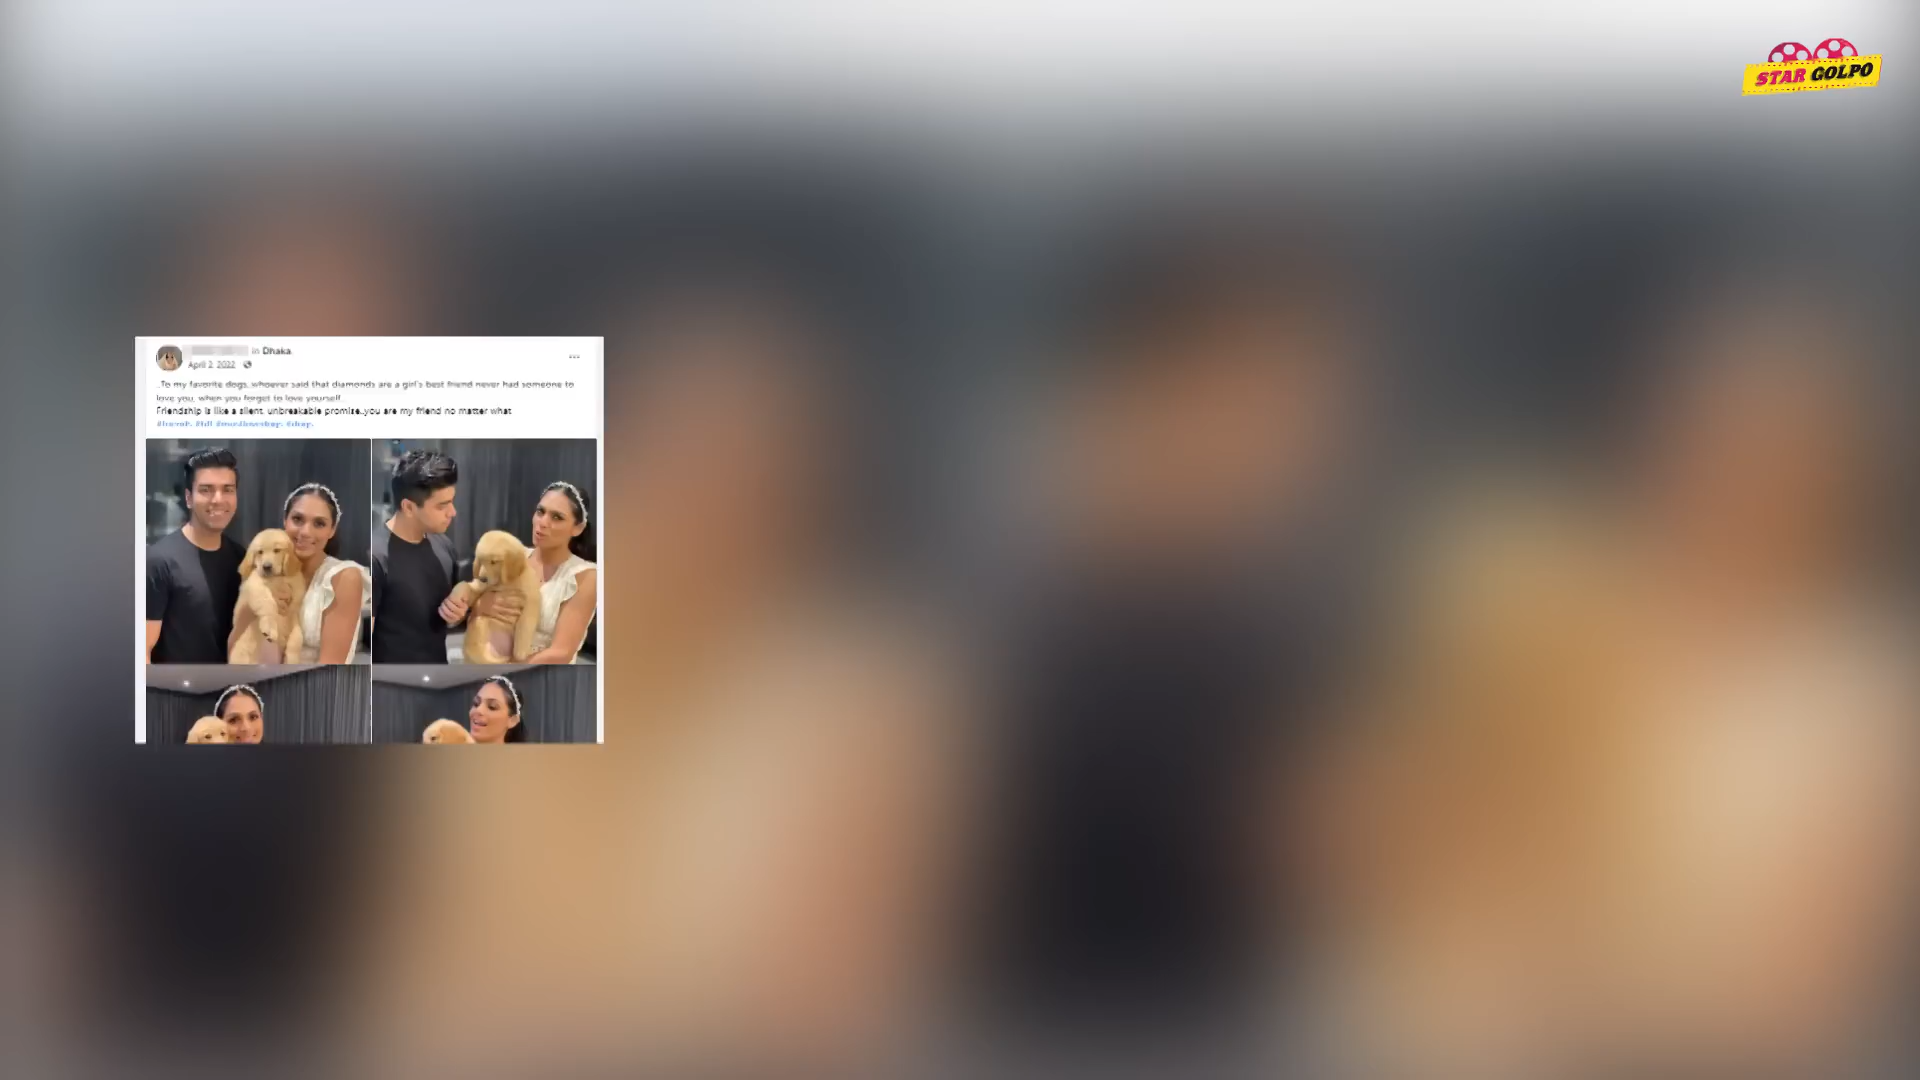 STAR GOLPO
in Dhaka.
April 2, 2022
..To my favorite dogs, whoever said that diamonds are a girl's best friend never had someone to
love you, when you forget to love yourself...
Friendship is like a silent, unbreakable promise..you are my friend no matter what